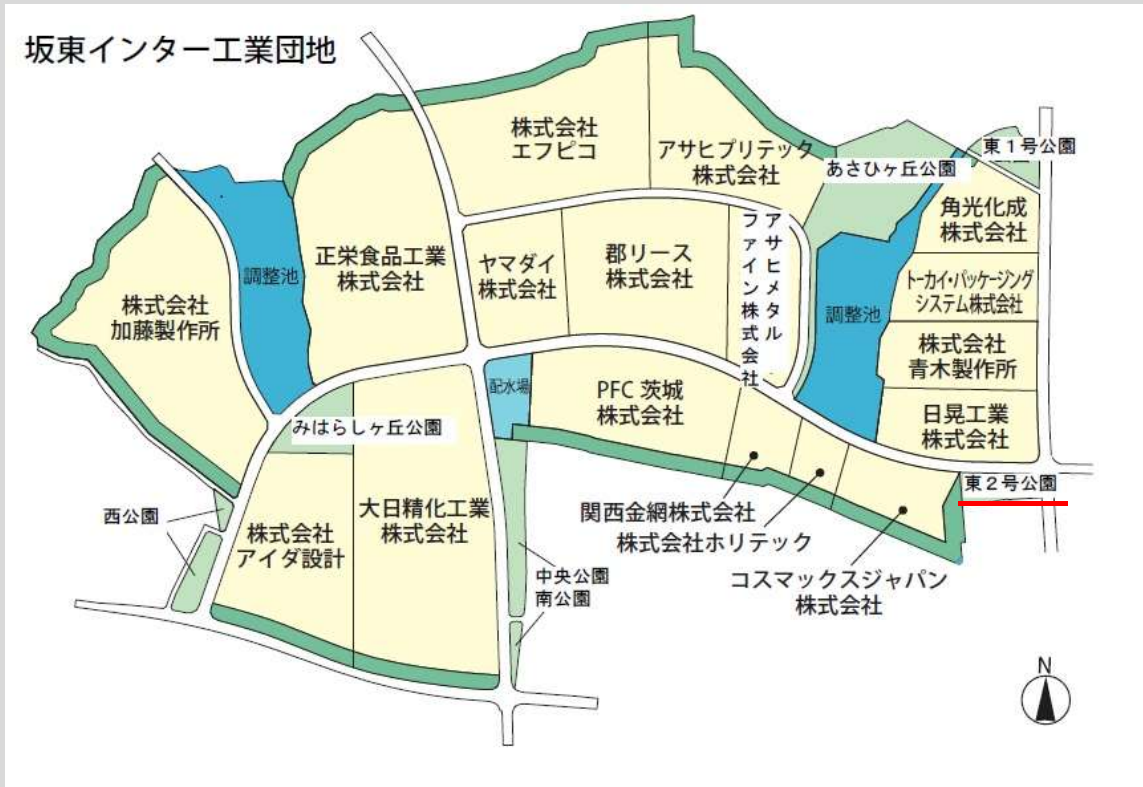 坂東インター工業団地
株式会社
エフピコ
アサヒプリテック
株式会社
あさひヶ丘公園
東１号公園
角光化成
株式会社
トーカイ・パッケージング
システム株式会社
株式会社
青木製作所
日晃工業
株式会社
調整池
株式会社
加藤製作所
調整池
正栄食品工業
株式会社
ヤマダイ
株式会社
郡リース
株式会社
アサヒメタル
ファイン株式会社
配水場
PFC 茨城
株式会社
みはらしヶ丘公園
東２号公園
西公園
株式会社
アイダ設計
大日精化工業
株式会社
関西金網株式会社
株式会社ホリテック
コスマックスジャパン
株式会社
中央公園
南公園
N